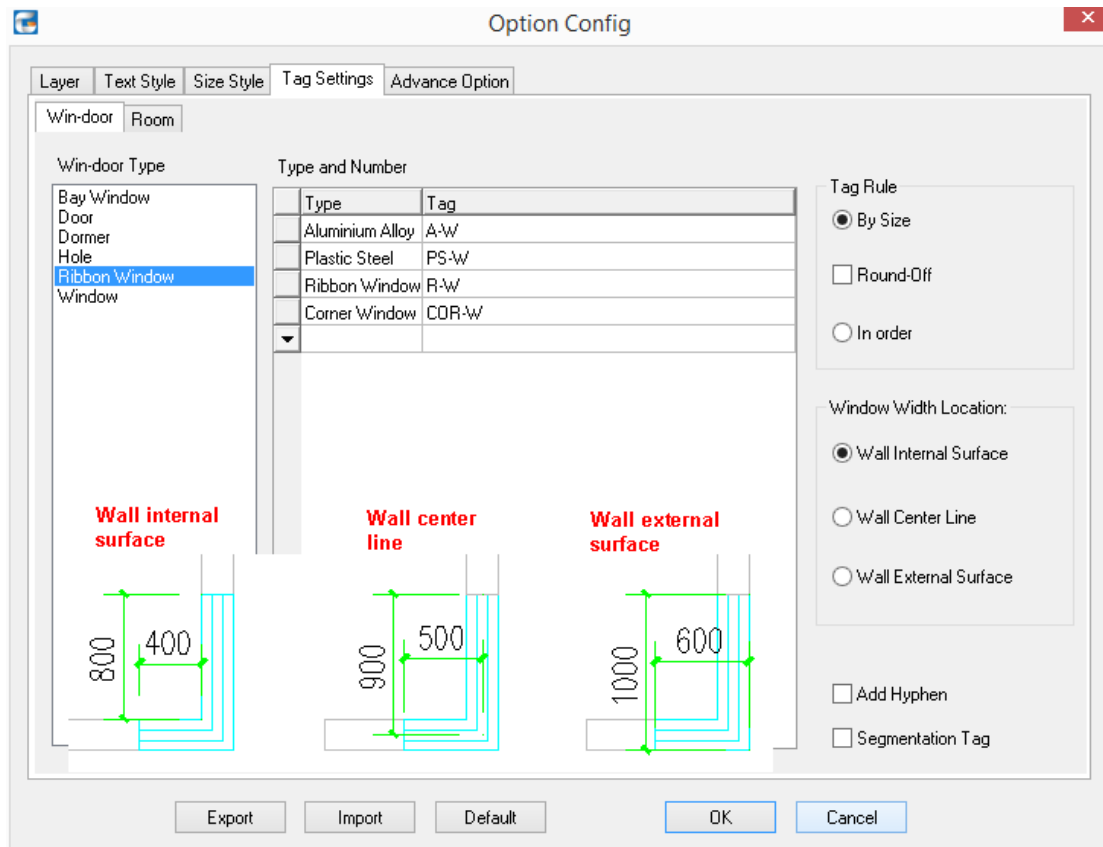 Option Config
Layer
Text Style
Size Style
Tag Settings
Advance Option
Win-door
Room
Win-door Type
Bay Window
Door
Dormer
Hole
Ribbon Window
Window
Type and Number
Type Tag
Aluminium Alloy A-W
Plastic Steel PS-W
Ribbon Window R-W
Corner Window COR-W
Tag Rule
By Size
Round-Off
In order
Window Width Location:
Wall Internal Surface
Wall Center Line
Wall External Surface
Add Hyphen
Segmentation Tag
Wall internal
surface
800
400
Wall center
line
900
500
Wall external
surface
1000
600
Export
Import
Default
OK
Cancel